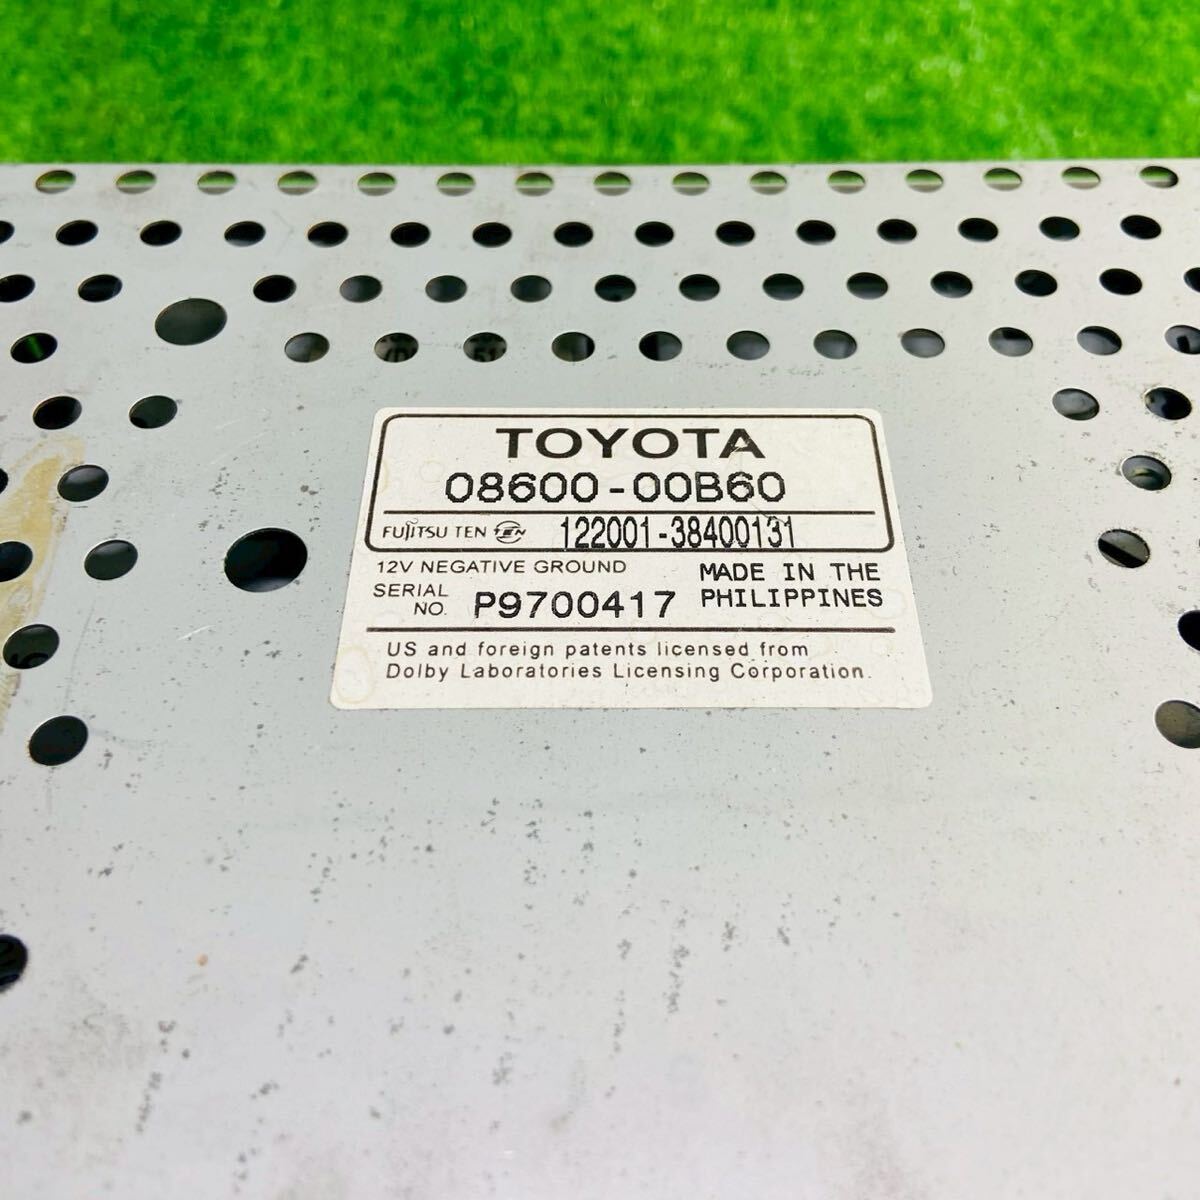 TOYOTA
08600-00B60
FUJITSU TEN TEN 122001-38400131
12V NEGATIVE GROUND
MADE IN THE PHILIPPINES
SERIAL NO. P9700417
US and foreign patents licensed from
Dolby Laboratories Licensing Corporation.